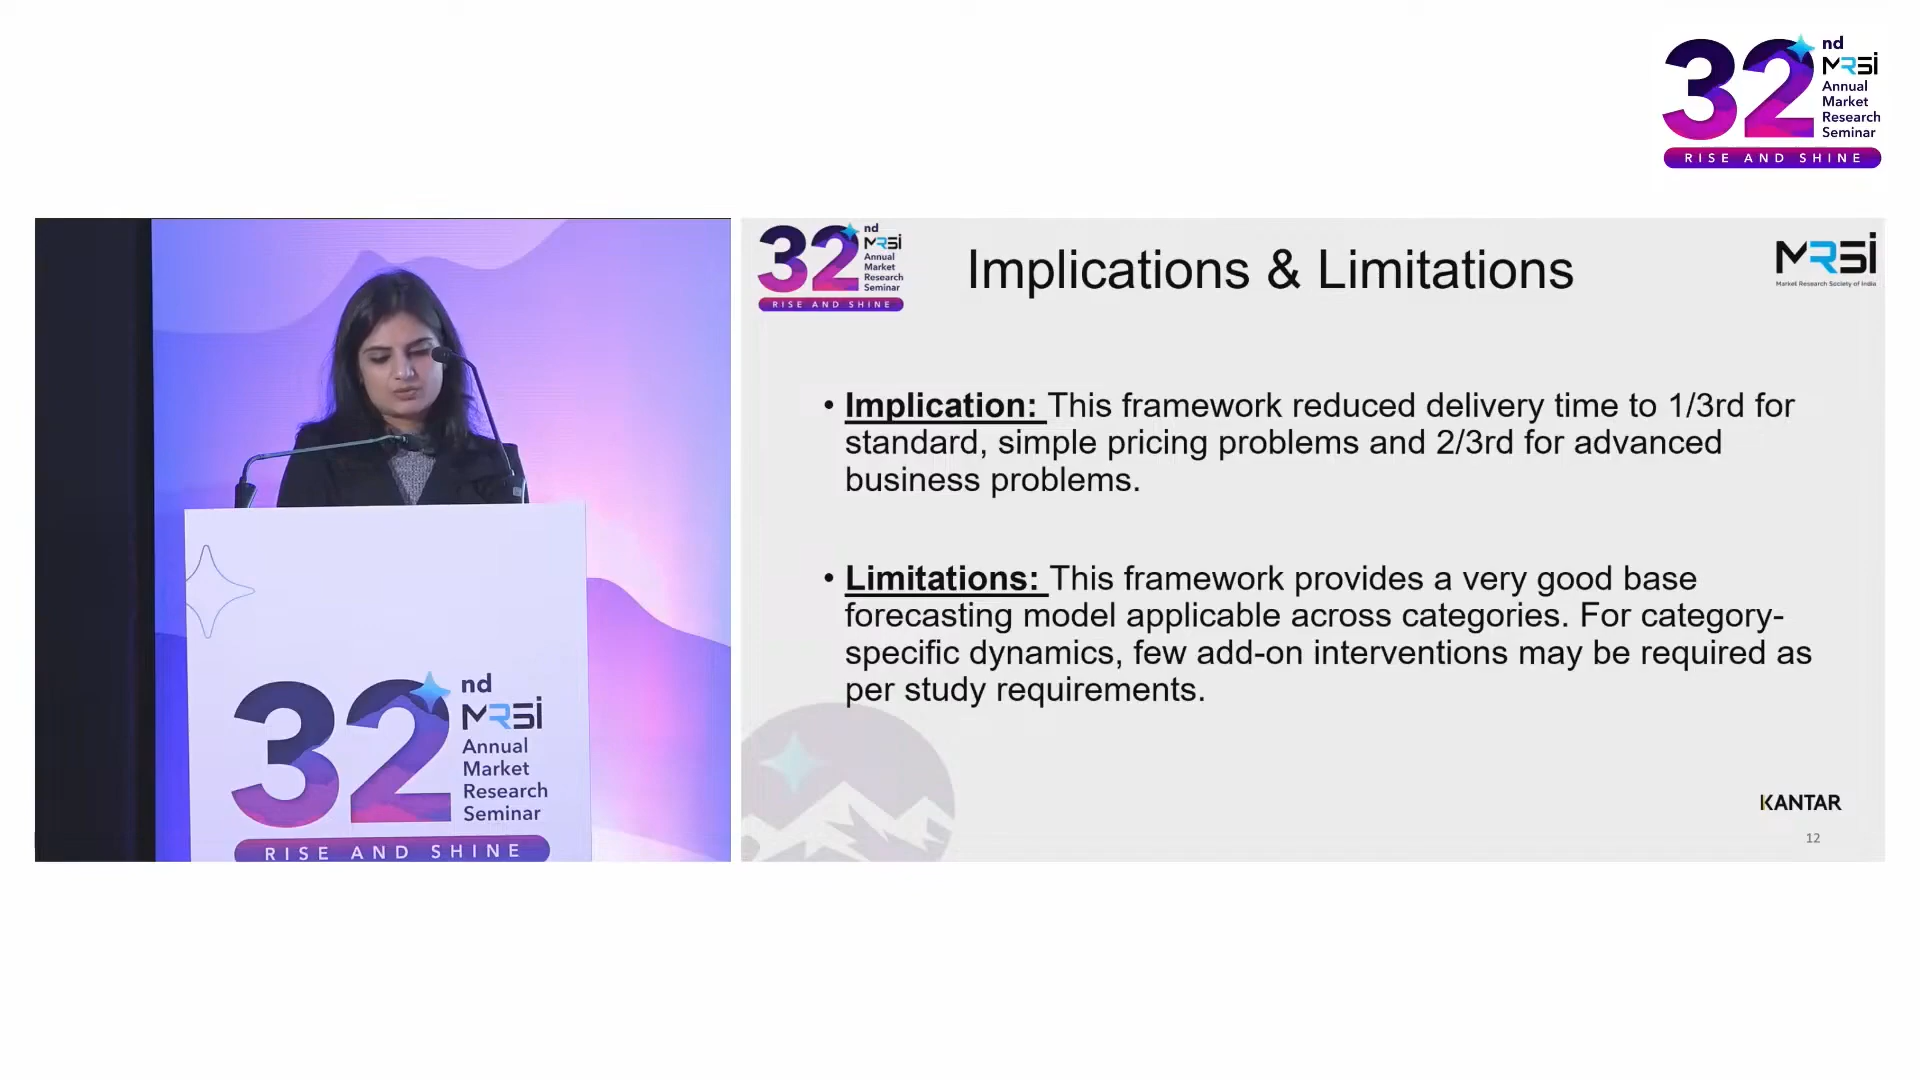 32nd
MRSI
Annual
Market
Research
Seminar
RISE AND SHINE
32nd
MRSI
Annual
Market
Research
Seminar
RISE AND SHINE
32nd
MRSI
Annual
Market
Research
Seminar
RISE AND SHINE
Implications & Limitations
MRSI
Market Research Society of India
• Implication: This framework reduced delivery time to 1/3rd for
standard, simple pricing problems and 2/3rd for advanced
business problems.
• Limitations: This framework provides a very good base
forecasting model applicable across categories. For category-
specific dynamics, few add-on interventions may be required as
per study requirements.
KANTAR
12